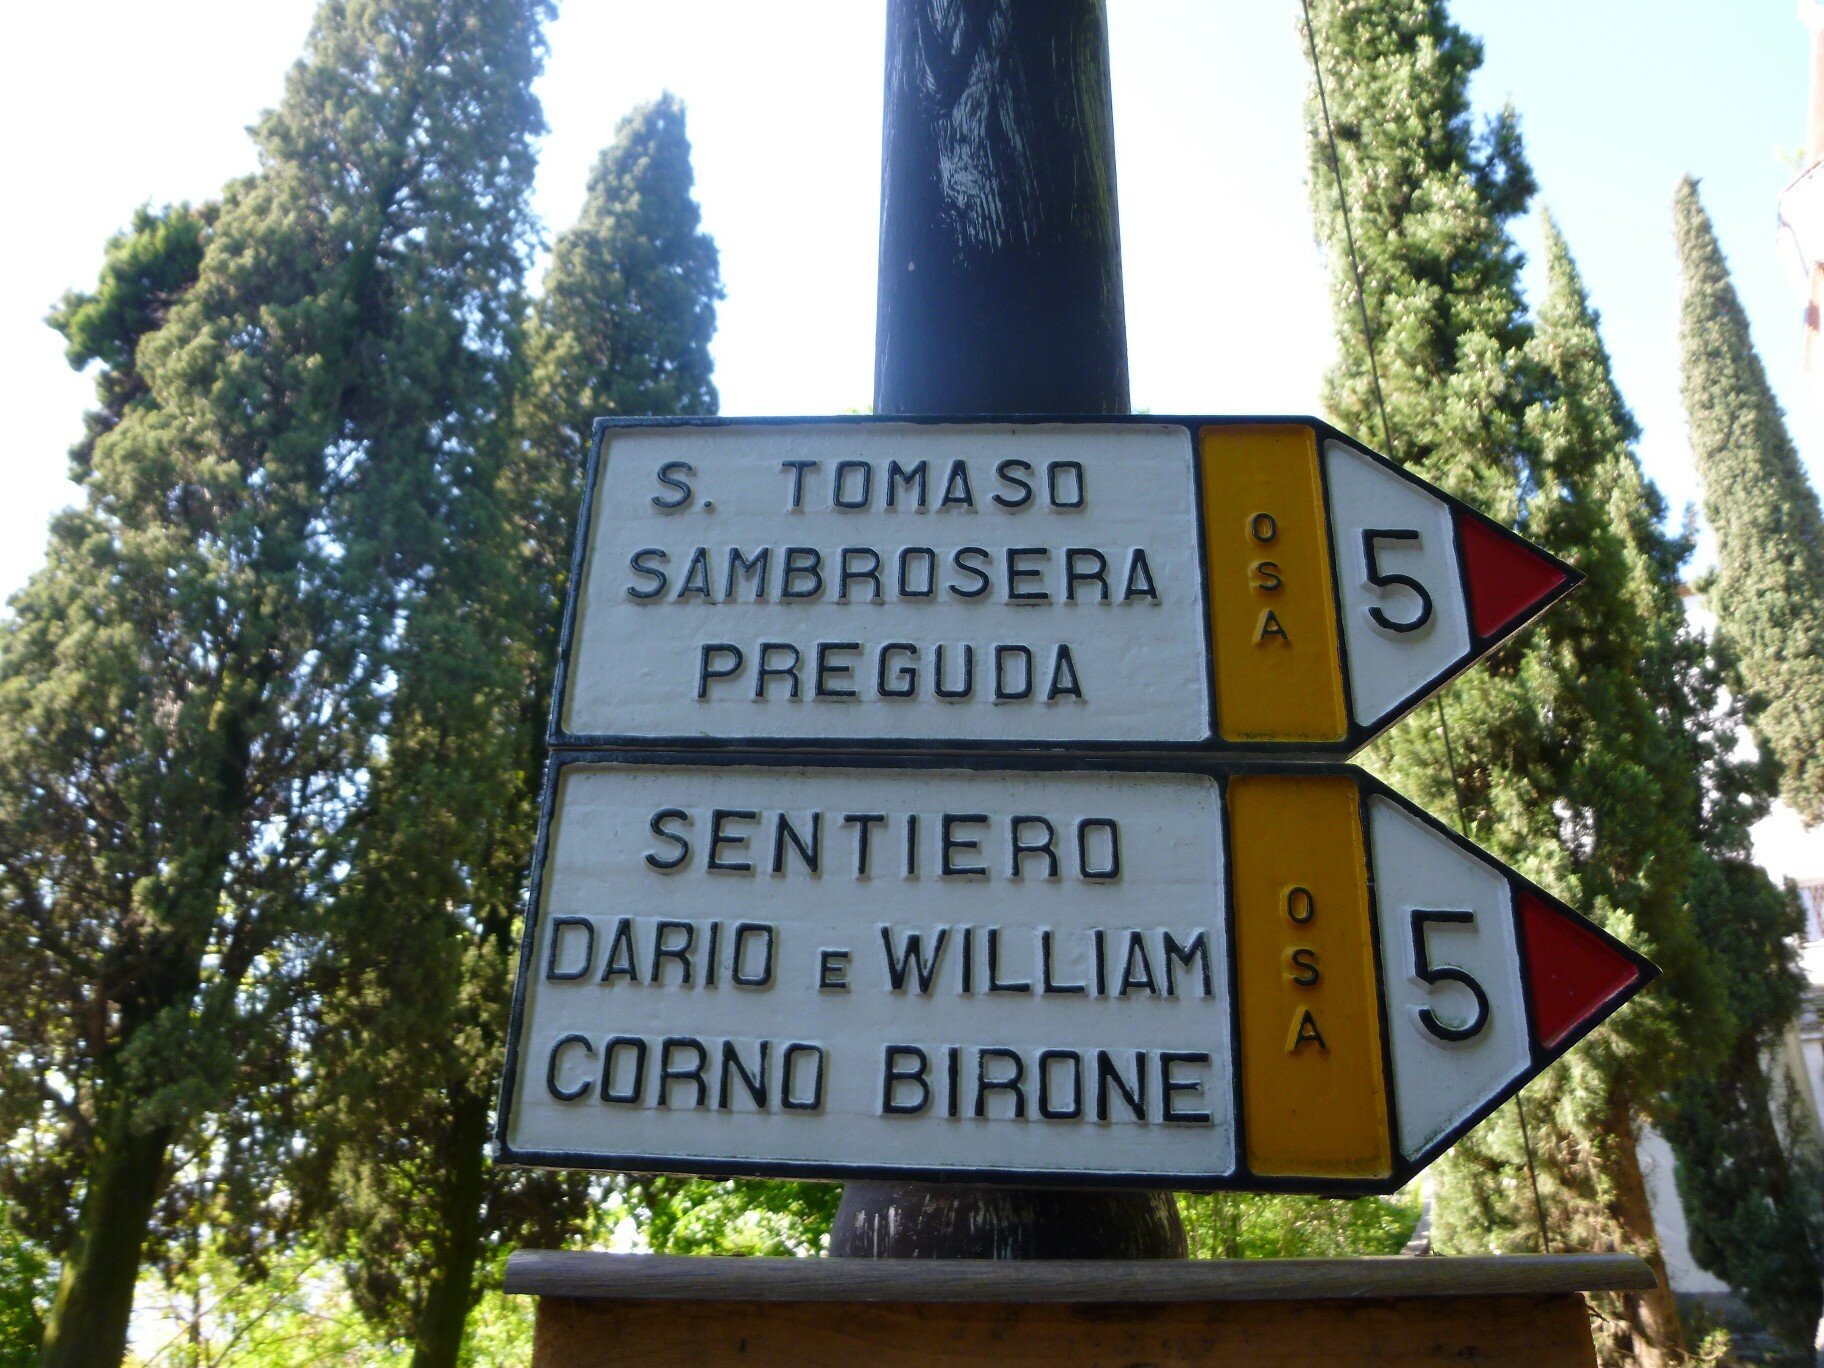 S. TOMASO
SAMBROSERA
PREGUDA
OSA
5
SENTIERO
DARIO E WILLIAM
CORNO BIRONE
OSA
5